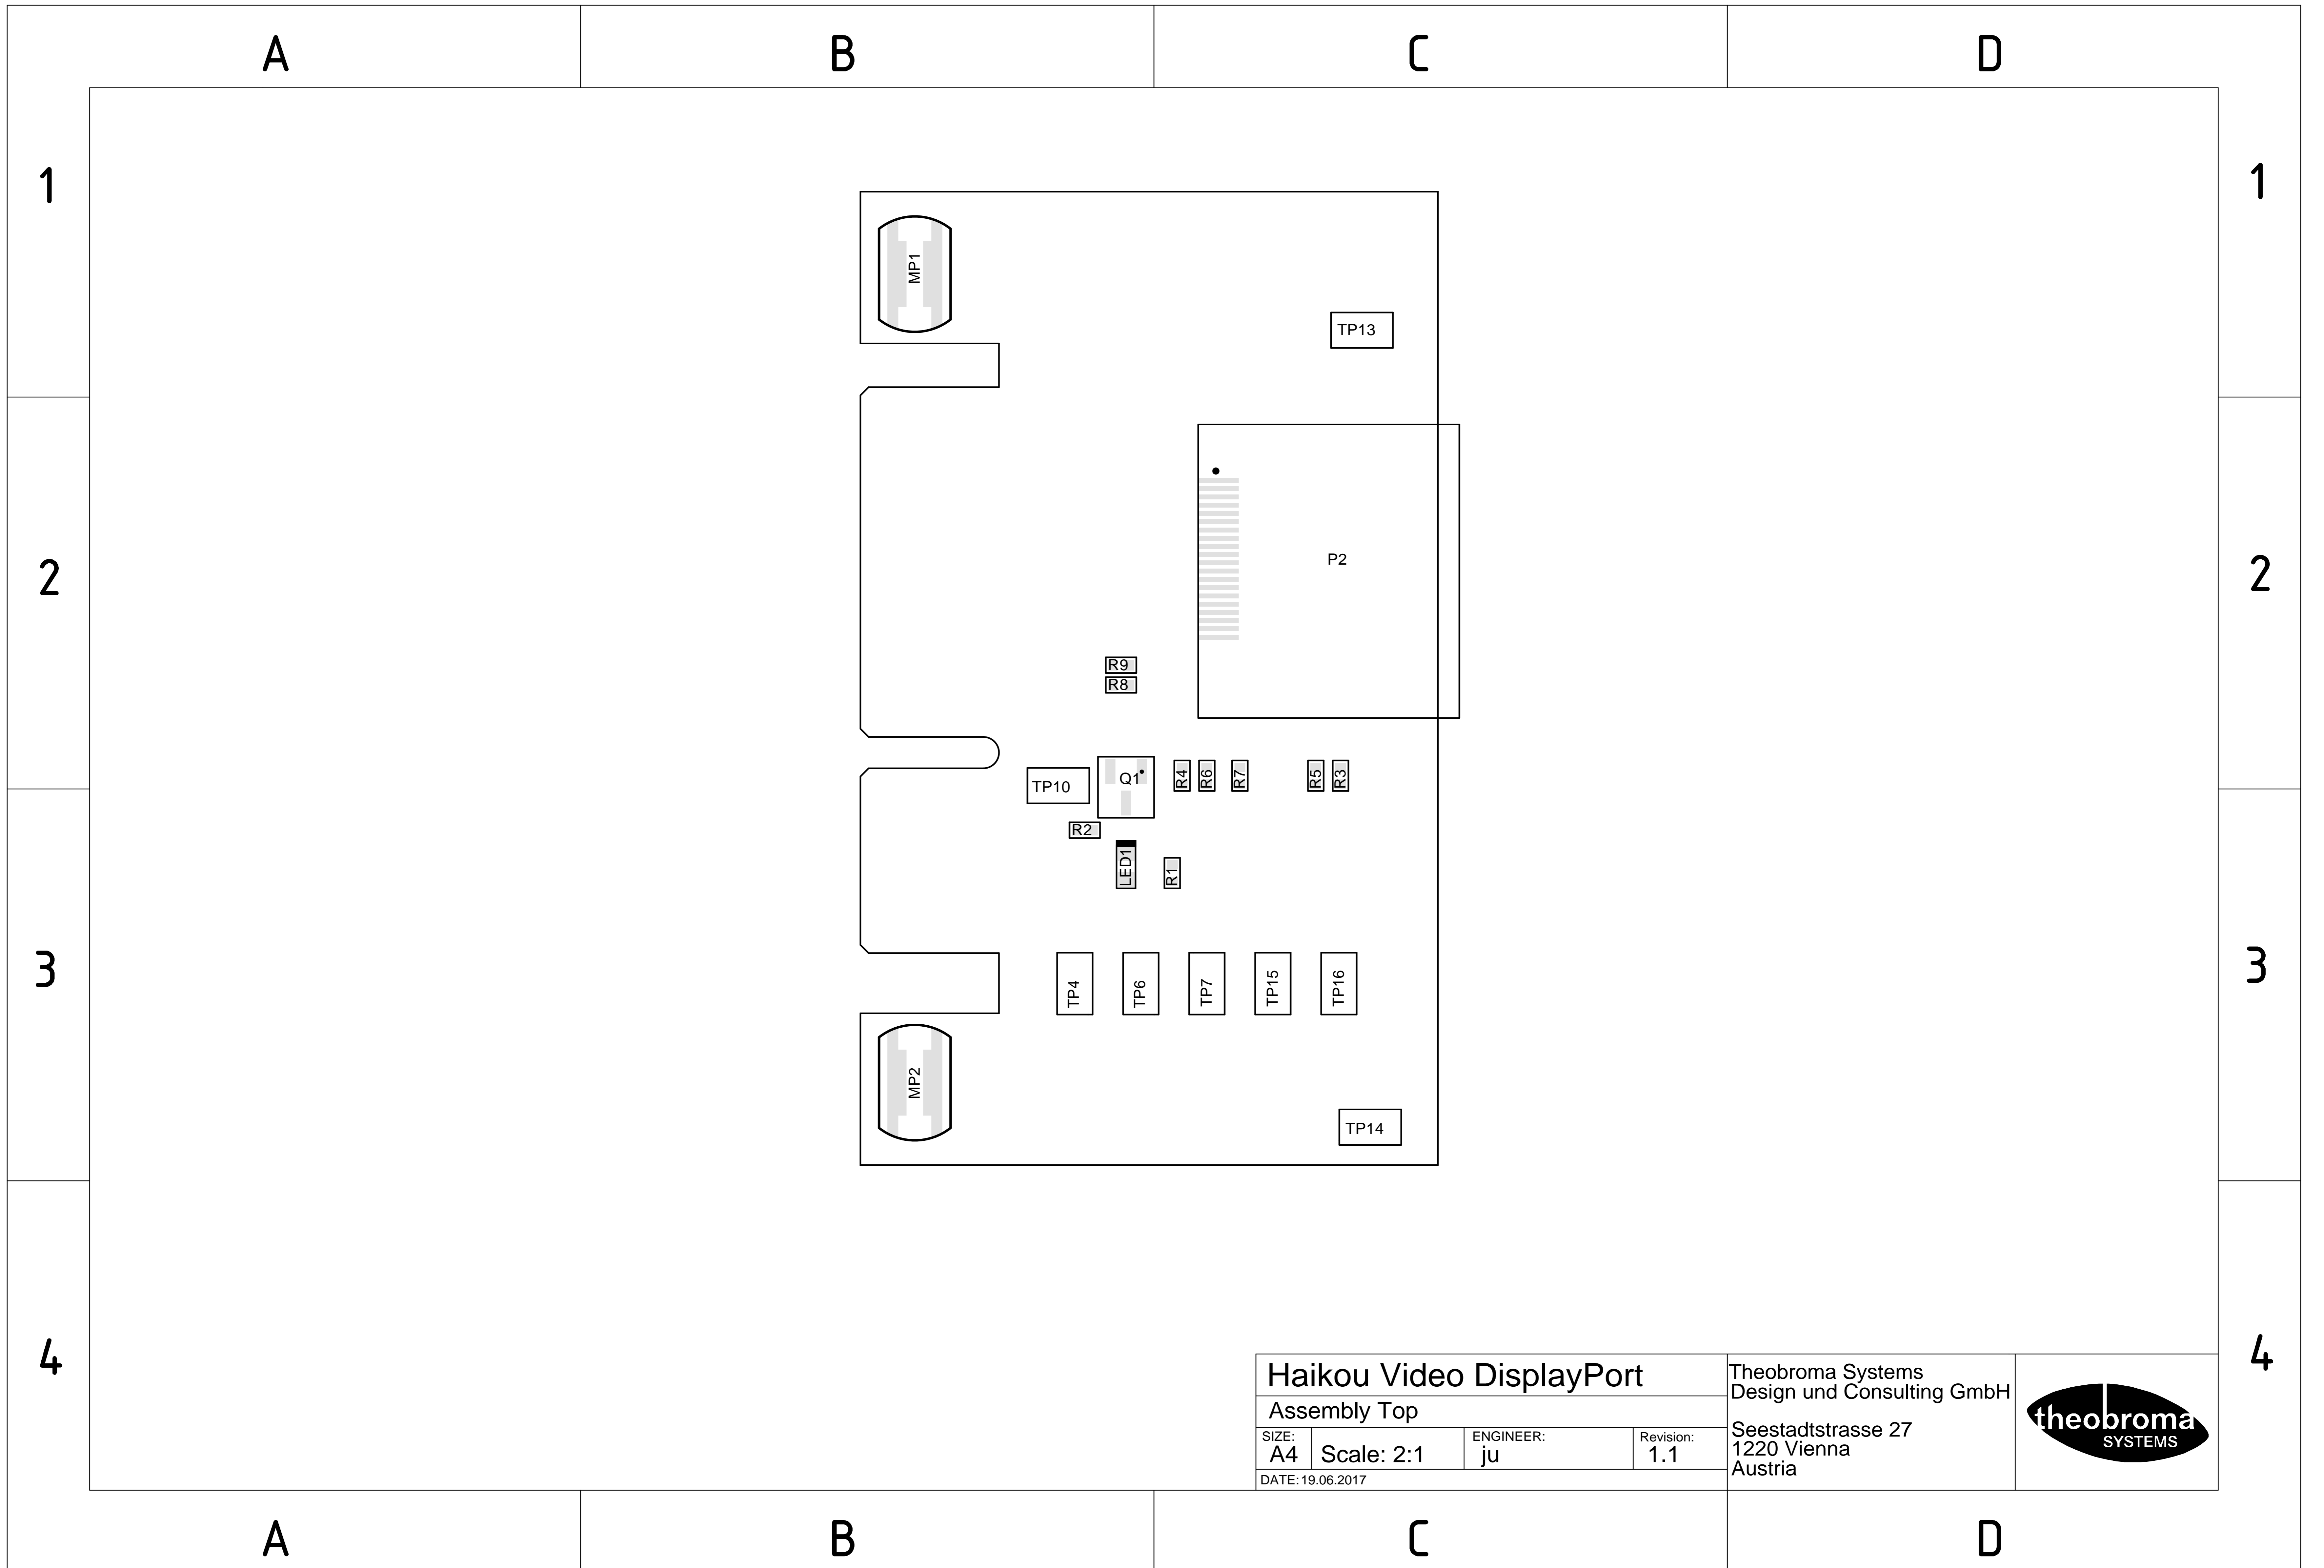 A B C D
1 1
MP1
TP13
2 2
P2
R9
R8
TP10 Q1 R4 R6 R7 R5 R3
R2
LED1 R1
3 3
TP4 TP6 TP7 TP15 TP16
MP2
TP14
4 4
Haikou Video DisplayPort
Assembly Top
SIZE: ENGINEER: Revision:
A4 Scale: 2:1 ju 1.1
DATE: 19.06.2017
Theobroma Systems
Design und Consulting GmbH
Seestadtstrasse 27
1220 Vienna
Austria
theobroma
SYSTEMS
A B C D